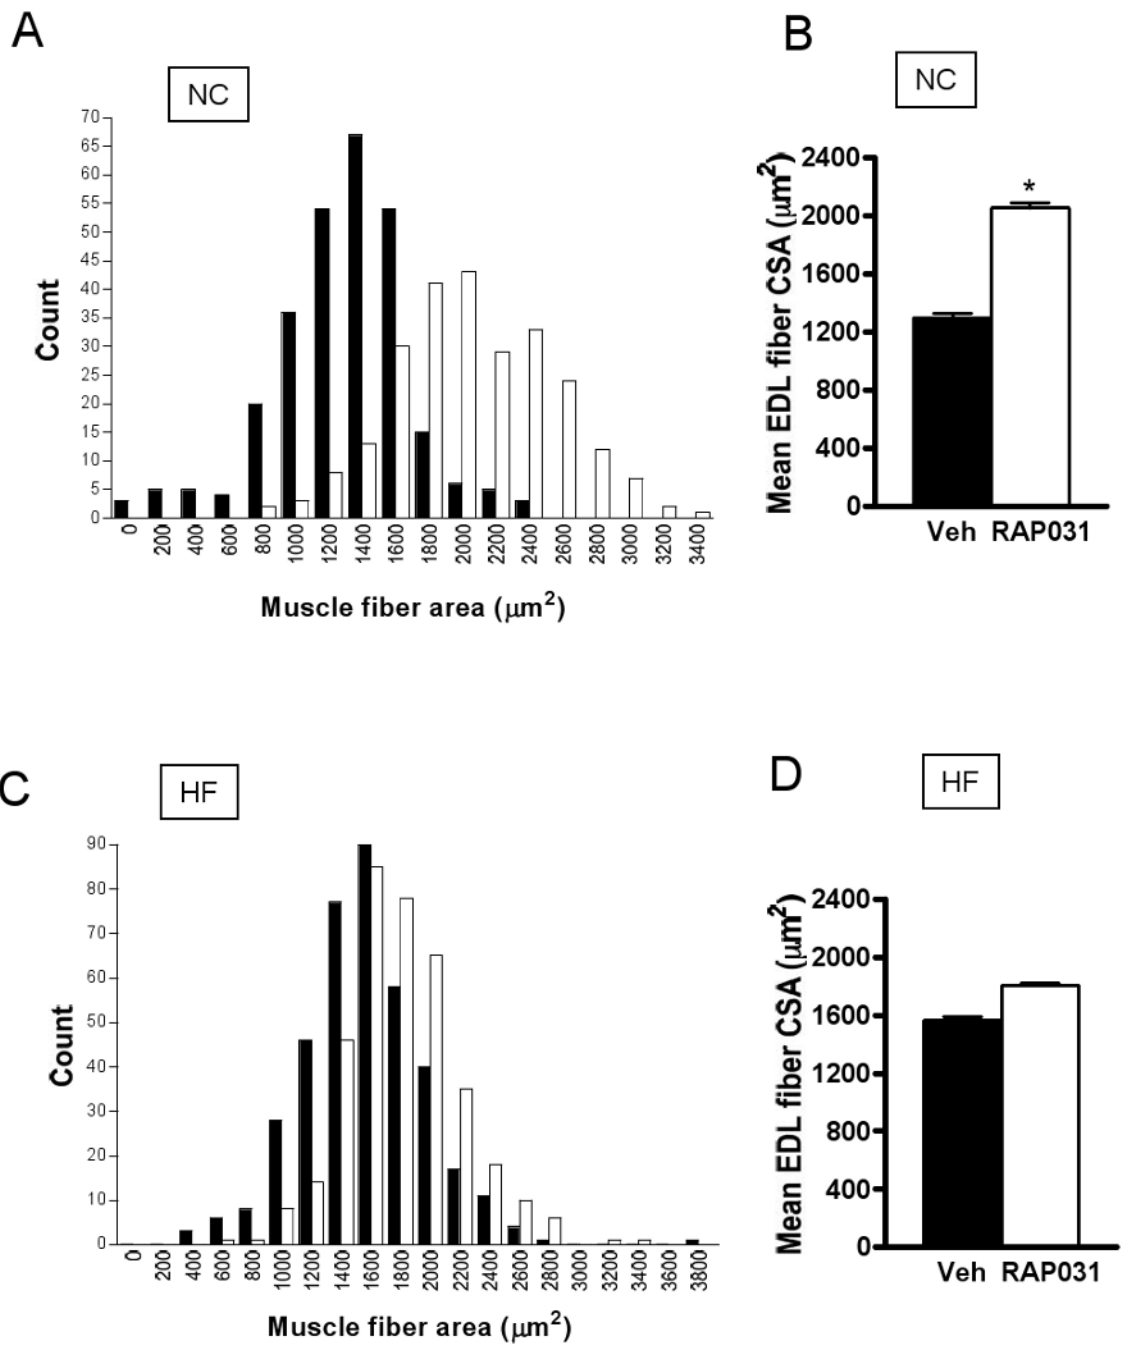 A
NC
70
65
60
55
50
45
40
35
30
25
20
15
10
5
0
Count
0 200 400 600 800 1000 1200 1400 1600 1800 2000 2200 2400 2600 2800 3000 3200 3400
Muscle fiber area (μm²)
B
NC
2400
2000
1600
1200
800
400
0
Mean EDL fiber CSA (μm²)
*
Veh RAP031
C
HF
90
80
70
60
50
40
30
20
10
0
Count
0 200 400 600 800 1000 1200 1400 1600 1800 2000 2200 2400 2600 2800 3000 3200 3400 3600 3800
Muscle fiber area (μm²)
D
HF
2400
2000
1600
1200
800
400
0
Mean EDL fiber CSA (μm²)
Veh RAP031